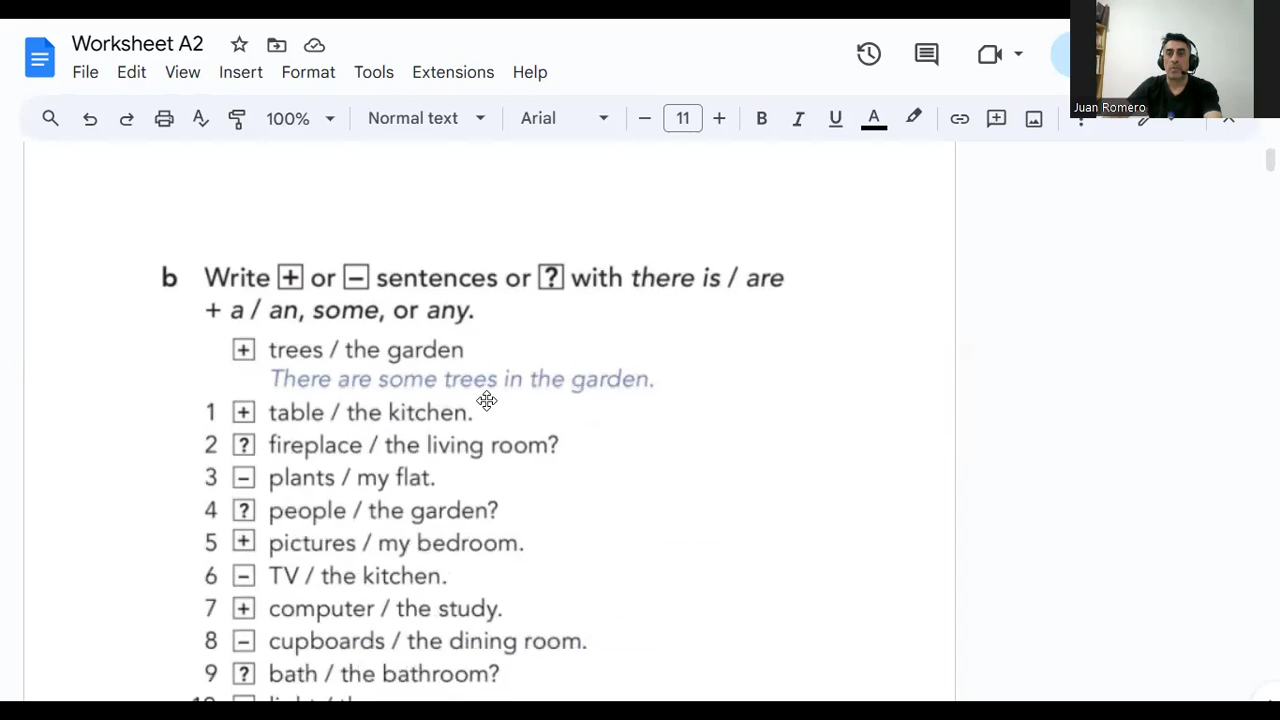 Worksheet A2
File Edit View Insert Format Tools Extensions Help
100% Normal text Arial 11
Juan Romero
b Write + or − sentences or ? with there is / are
+ a / an, some, or any.
+ trees / the garden
There are some trees in the garden.
1 + table / the kitchen.
2 ? fireplace / the living room?
3 − plants / my flat.
4 ? people / the garden?
5 + pictures / my bedroom.
6 − TV / the kitchen.
7 + computer / the study.
8 − cupboards / the dining room.
9 ? bath / the bathroom?